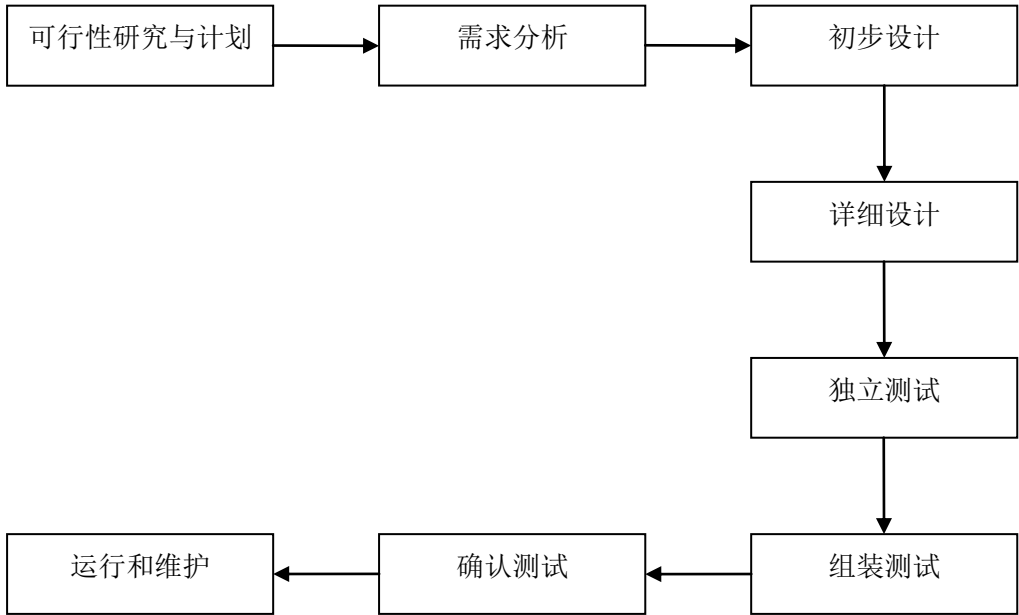 可行性研究与计划
需求分析
初步设计
详细设计
独立测试
组装测试
确认测试
运行和维护